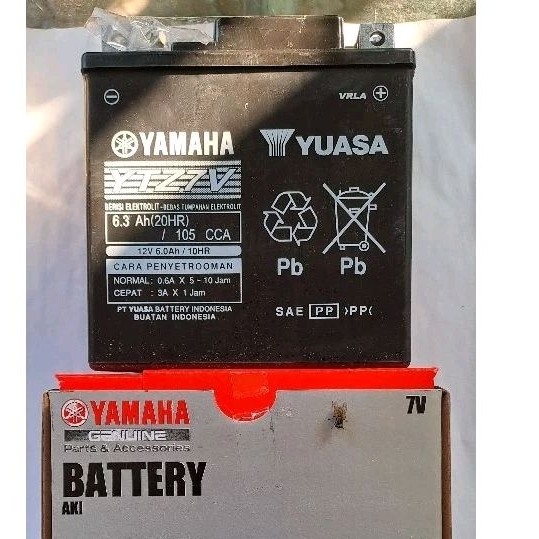 VRLA
YAMAHA
YUASA
YTZ7V
BERISI ELEKTROLIT - BEBAS TUMPAHAN ELEKTROLIT
6.3 Ah(20HR)
/ 105 CCA
12V 6.0Ah / 10HR
CARA PENYETROOMAN
NORMAL: 0.6A X 5 - 10 Jam
CEPAT : 3A X 1 Jam
PT YUASA BATTERY INDONESIA
BUATAN INDONESIA
Pb
Pb
SAE PP >PP<
YAMAHA
7V
GENUINE
Parts & Accessories
BATTERY
AKI